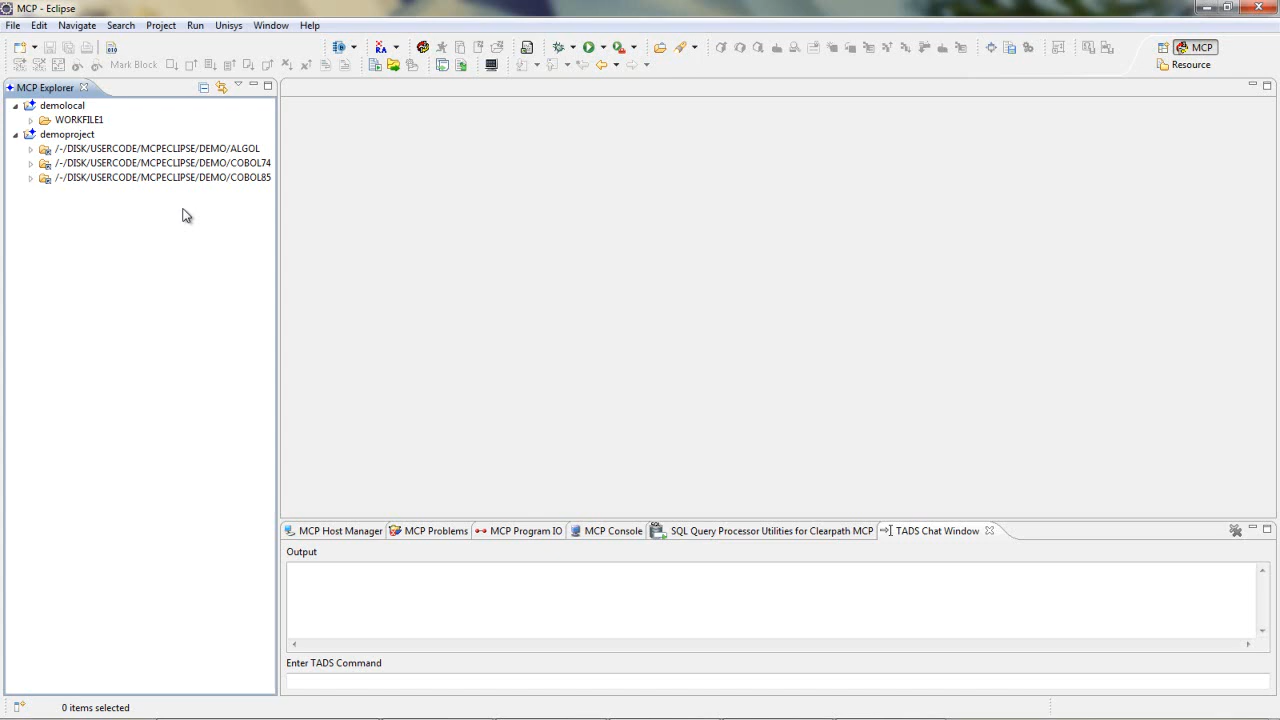 MCP - Eclipse
File Edit Navigate Search Project Run Unisys Window Help
Mark Block
MCP
Resource
MCP Explorer
demolocal
WORKFILE1
demoproject
/-/DISK/USERCODE/MCPECLIPSE/DEMO/ALGOL
/-/DISK/USERCODE/MCPECLIPSE/DEMO/COBOL74
/-/DISK/USERCODE/MCPECLIPSE/DEMO/COBOL85
MCP Host Manager MCP Problems MCP Program IO MCP Console SQL Query Processor Utilities for Clearpath MCP TADS Chat Window
Output
Enter TADS Command
0 items selected